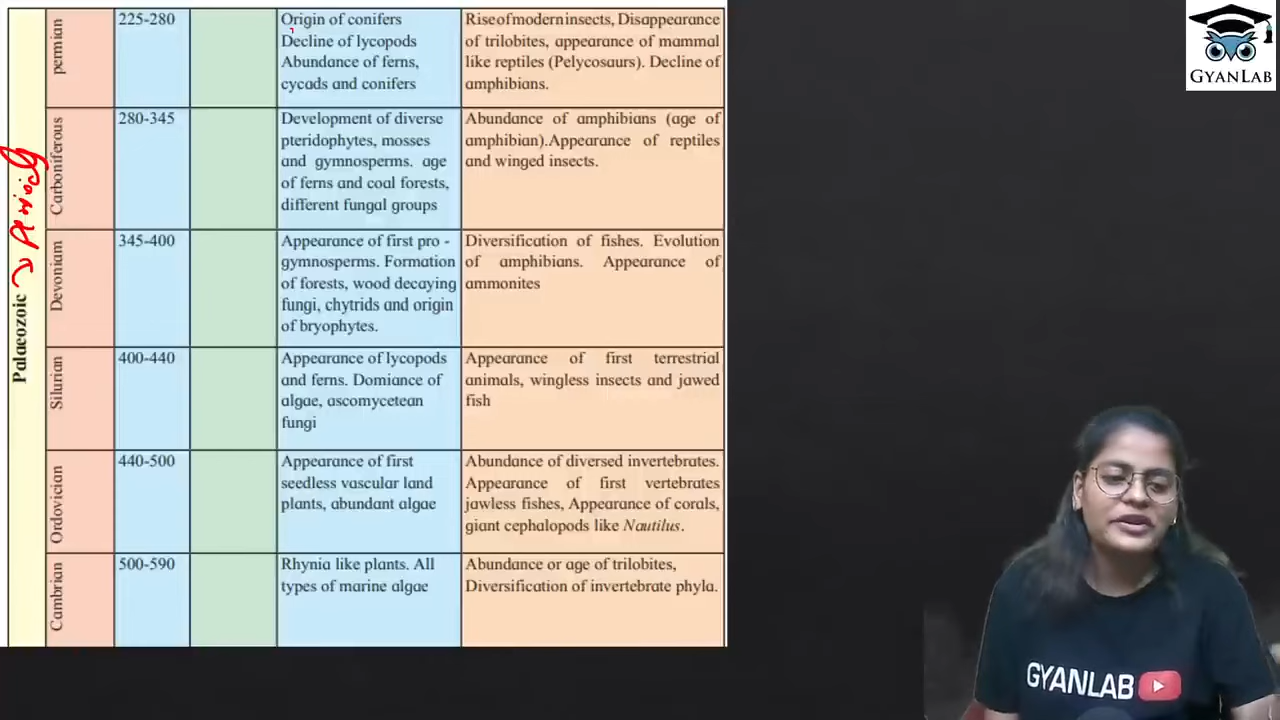 permian
225-280
Origin of conifers
Decline of lycopods
Abundance of ferns,
cycads and conifers
Rise of modern insects, Disappearance
of trilobites, appearance of mammal
like reptiles (Pelycosaurs). Decline of
amphibians.
Carboniferous
280-345
Development of diverse
pteridophytes, mosses
and gymnosperms. age
of ferns and coal forests,
different fungal groups
Abundance of amphibians (age of
amphibian).Appearance of reptiles
and winged insects.
Devoniam
345-400
Appearance of first pro -
gymnosperms. Formation
of forests, wood decaying
fungi, chytrids and origin
of bryophytes.
Diversification of fishes. Evolution
of amphibians. Appearance of
ammonites
Palaeozoic
Silurian
400-440
Appearance of lycopods
and ferns. Domiance of
algae, ascomycetean
fungi
Appearance of first terrestrial
animals, wingless insects and jawed
fish
Ordovician
440-500
Appearance of first
seedless vascular land
plants, abundant algae
Abundance of diversed invertebrates.
Appearance of first vertebrates
jawless fishes, Appearance of corals,
giant cephalopods like Nautilus.
Cambrian
500-590
Rhynia like plants. All
types of marine algae
Abundance or age of trilobites,
Diversification of invertebrate phyla.
GYANLAB
GYANLAB